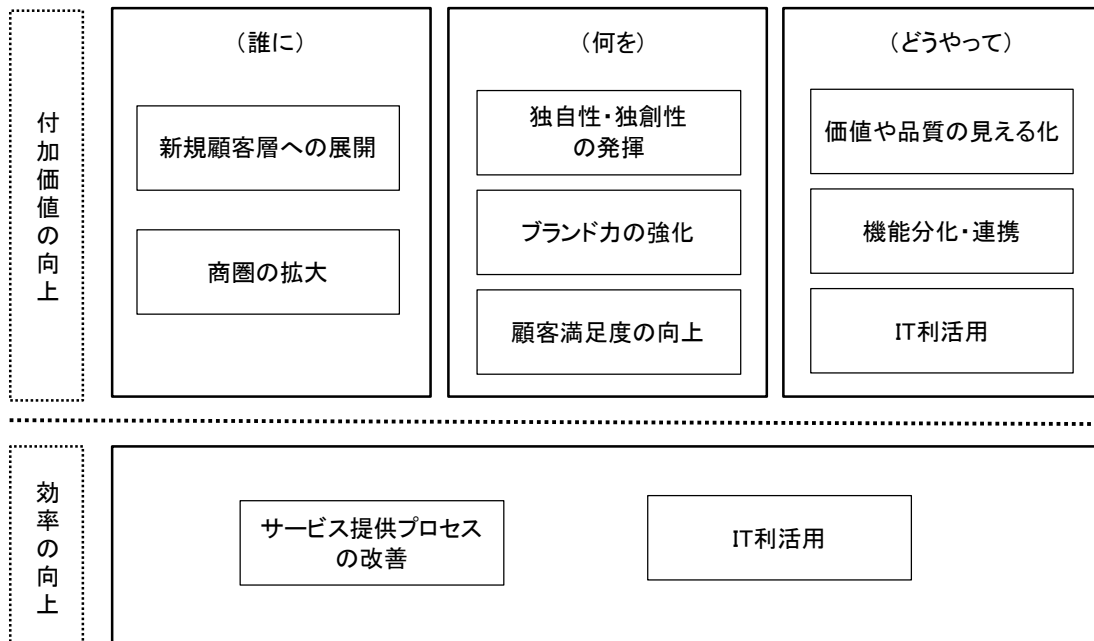 付加価値の向上
（誰に）
新規顧客層への展開
商圏の拡大
（何を）
独自性・独創性
の発揮
ブランド力の強化
顧客満足度の向上
（どうやって）
価値や品質の見える化
機能分化・連携
IT利活用
効率の向上
サービス提供プロセス
の改善
IT利活用